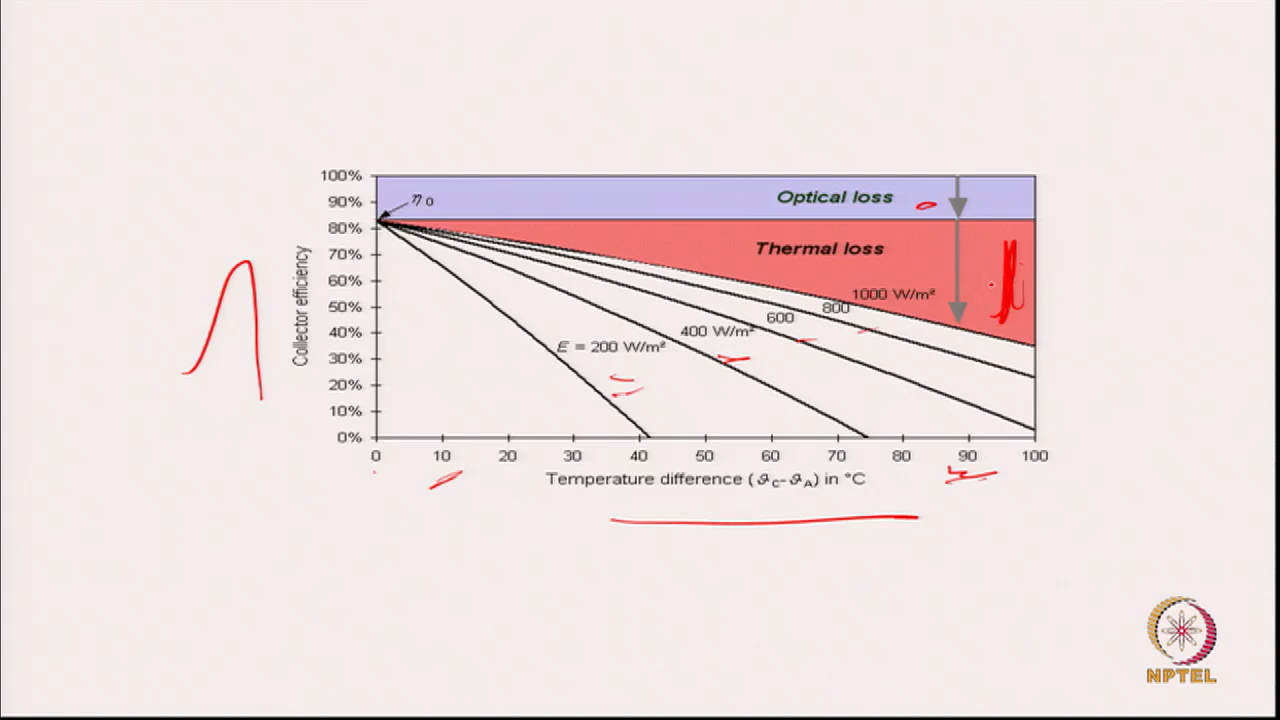 100%
90%
80%
70%
60%
50%
40%
30%
20%
10%
0%
Collector efficiency
η0
Optical loss
Thermal loss
1000 W/m²
800
600
400 W/m²
E = 200 W/m²
0 10 20 30 40 50 60 70 80 90 100
Temperature difference (ϑC-ϑA) in °C
NPTEL